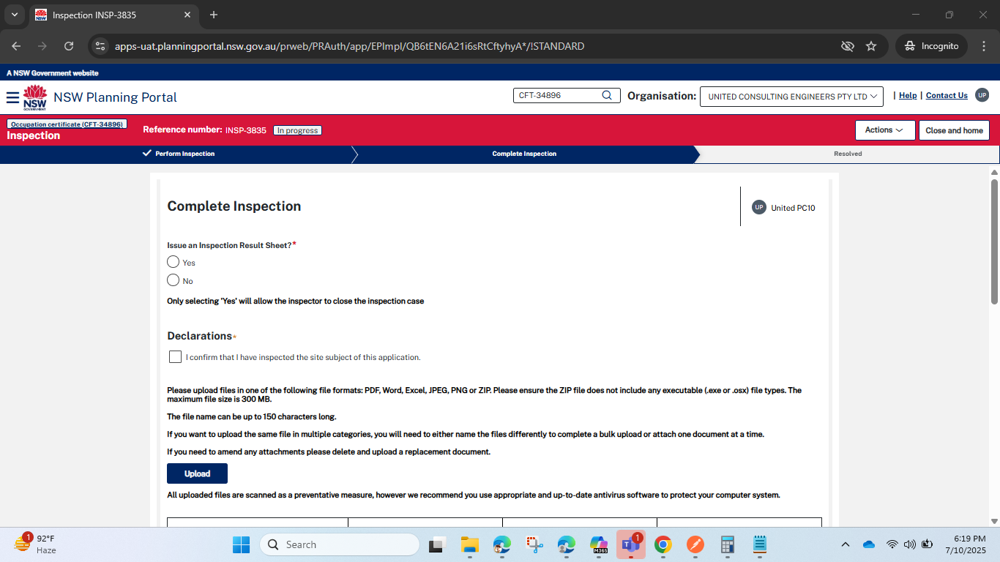 Inspection INSP-3835
apps-uat.planningportal.nsw.gov.au/prweb/PRAuth/app/EPImpl/QB6tEN6A21i6sRtCftyhyA*/!STANDARD
Incognito
A NSW Government website
NSW
GOVERNMENT
NSW Planning Portal
CFT-34896
Organisation:
UNITED CONSULTING ENGINEERS PTY LTD
| Help | Contact Us
UP
Occupation certificate (CFT-34896)
Inspection
Reference number: INSP-3835 In progress
Actions
Close and home
Perform Inspection
Complete Inspection
Resolved
Complete Inspection
UP United PC10
Issue an Inspection Result Sheet?*
Yes
No
Only selecting 'Yes' will allow the inspector to close the inspection case
Declarations*
I confirm that I have inspected the site subject of this application.
Please upload files in one of the following file formats: PDF, Word, Excel, JPEG, PNG or ZIP. Please ensure the ZIP file does not include any executable (.exe or .osx) file types. The
maximum file size is 300 MB.
The file name can be up to 150 characters long.
If you want to upload the same file in multiple categories, you will need to either name the files differently to complete a bulk upload or attach one document at a time.
If you need to amend any attachments please delete and upload a replacement document.
Upload
All uploaded files are scanned as a preventative measure, however we recommend you use appropriate and up-to-date antivirus software to protect your computer system.
1
92°F
Haze
Search
M365
1
6:19 PM
7/10/2025